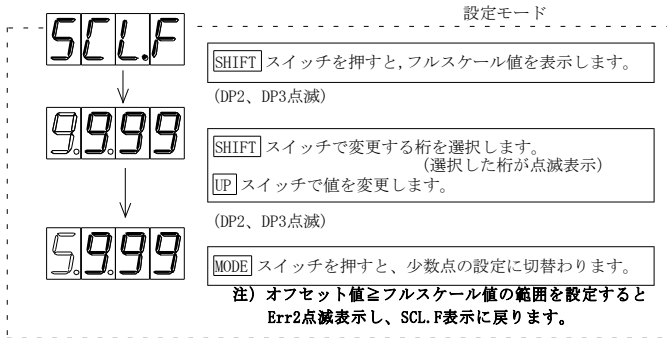 設定モード
SCL.F
SHIFT スイッチを押すと,フルスケール値を表示します。
(DP2、DP3点滅)
9.9.99
SHIFT スイッチで変更する桁を選択します。
(選択した桁が点滅表示)
UP スイッチで値を変更します。
(DP2、DP3点滅)
5.9.99
MODE スイッチを押すと、少数点の設定に切替わります。
注) オフセット値≧フルスケール値の範囲を設定すると
Err2点滅表示し、SCL.F表示に戻ります。